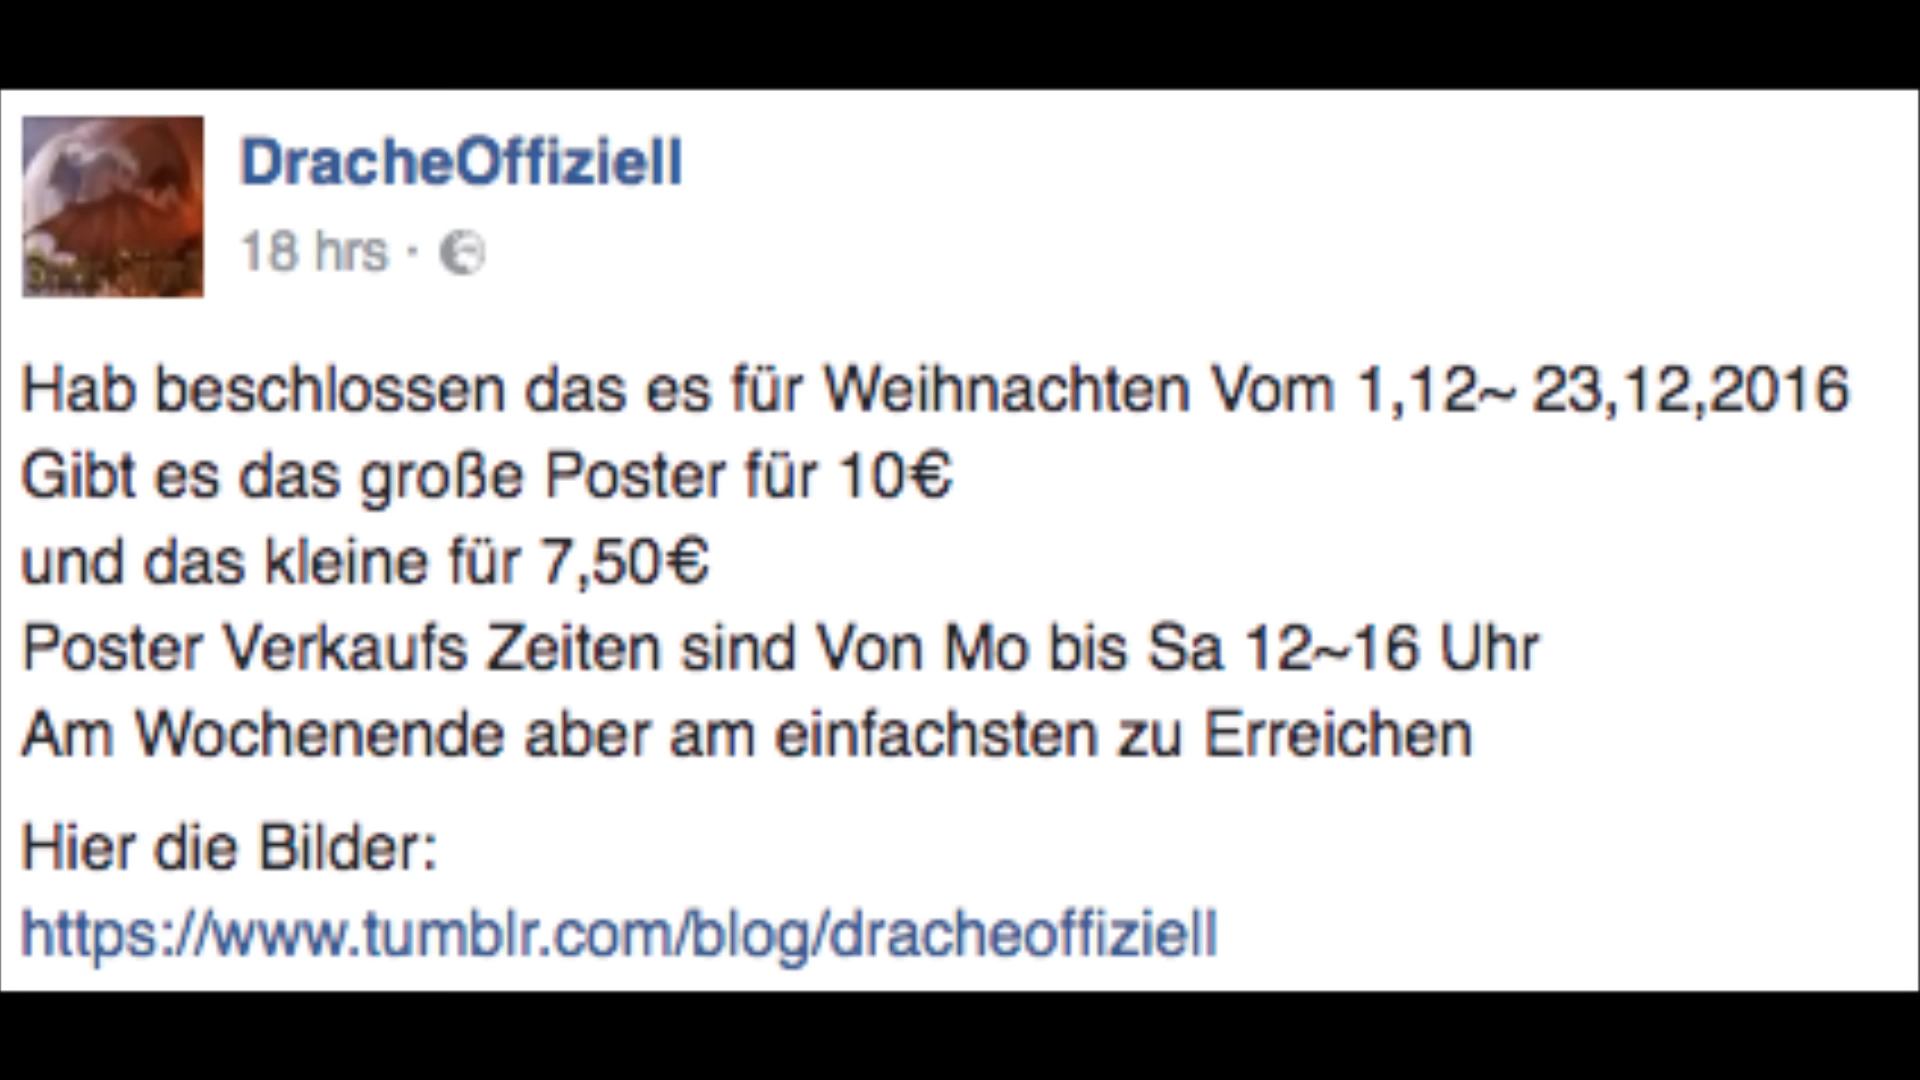 DracheOffiziell
18 hrs ·
Hab beschlossen das es für Weihnachten Vom 1,12~ 23,12,2016
Gibt es das große Poster für 10€
und das kleine für 7,50€
Poster Verkaufs Zeiten sind Von Mo bis Sa 12~16 Uhr
Am Wochenende aber am einfachsten zu Erreichen
Hier die Bilder:
https://www.tumblr.com/blog/dracheoffiziell